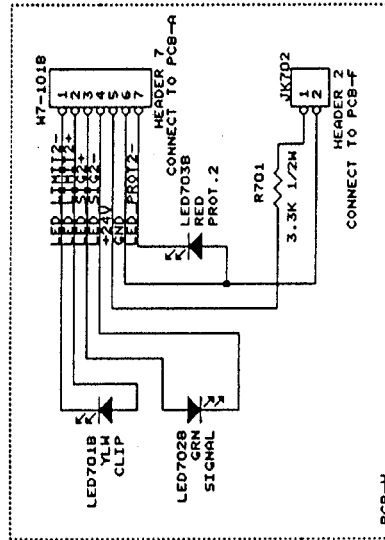 W7-101B
1
2
3
4
5
6
7
HEADER 7
CONNECT TO PCB-A
LED LIMIT2-
LED LIMIT2+
LED SIG2+
LED SIG2-
+24V
GND
LED PROT2-
LED703B
RED
PROT.2
JK702
1
2
HEADER 2
CONNECT TO PCB-F
R701
3.3K 1/2W
LED701B
YLW
CLIP
LED702B
GRN
SIGNAL